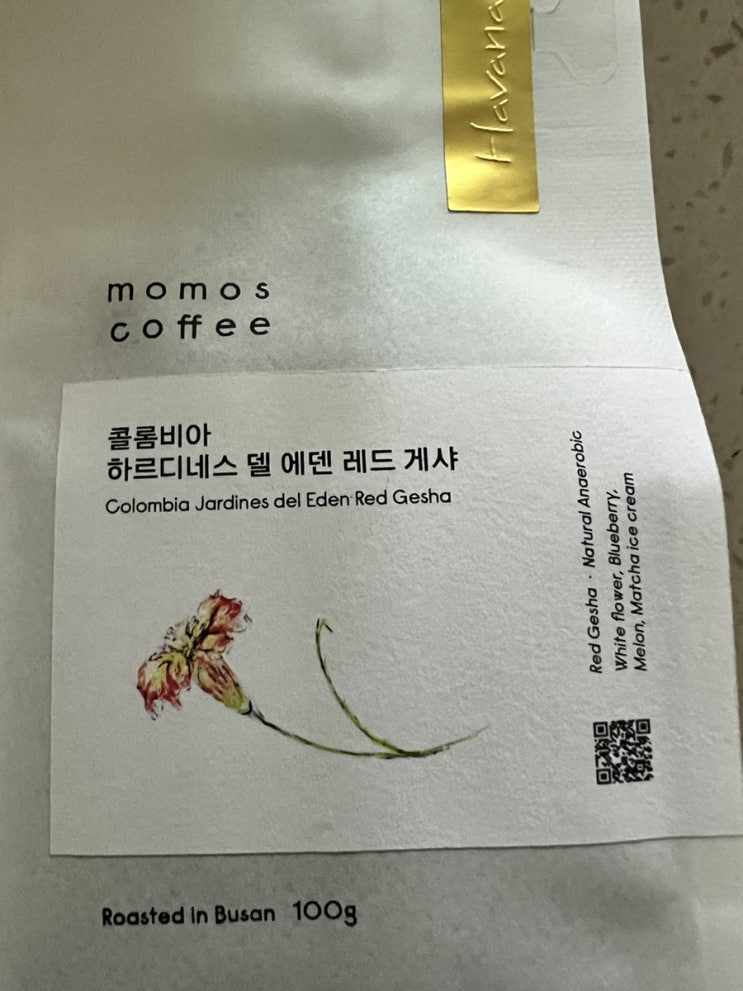 Havana
momos
coffee
콜롬비아
하르디네스 델 에덴 레드 게샤
Colombia Jardines del Eden Red Gesha
Red Gesha · Natural Anaerobic
White flower, Blueberry,
Melon, Matcha ice cream
Roasted in Busan 100g